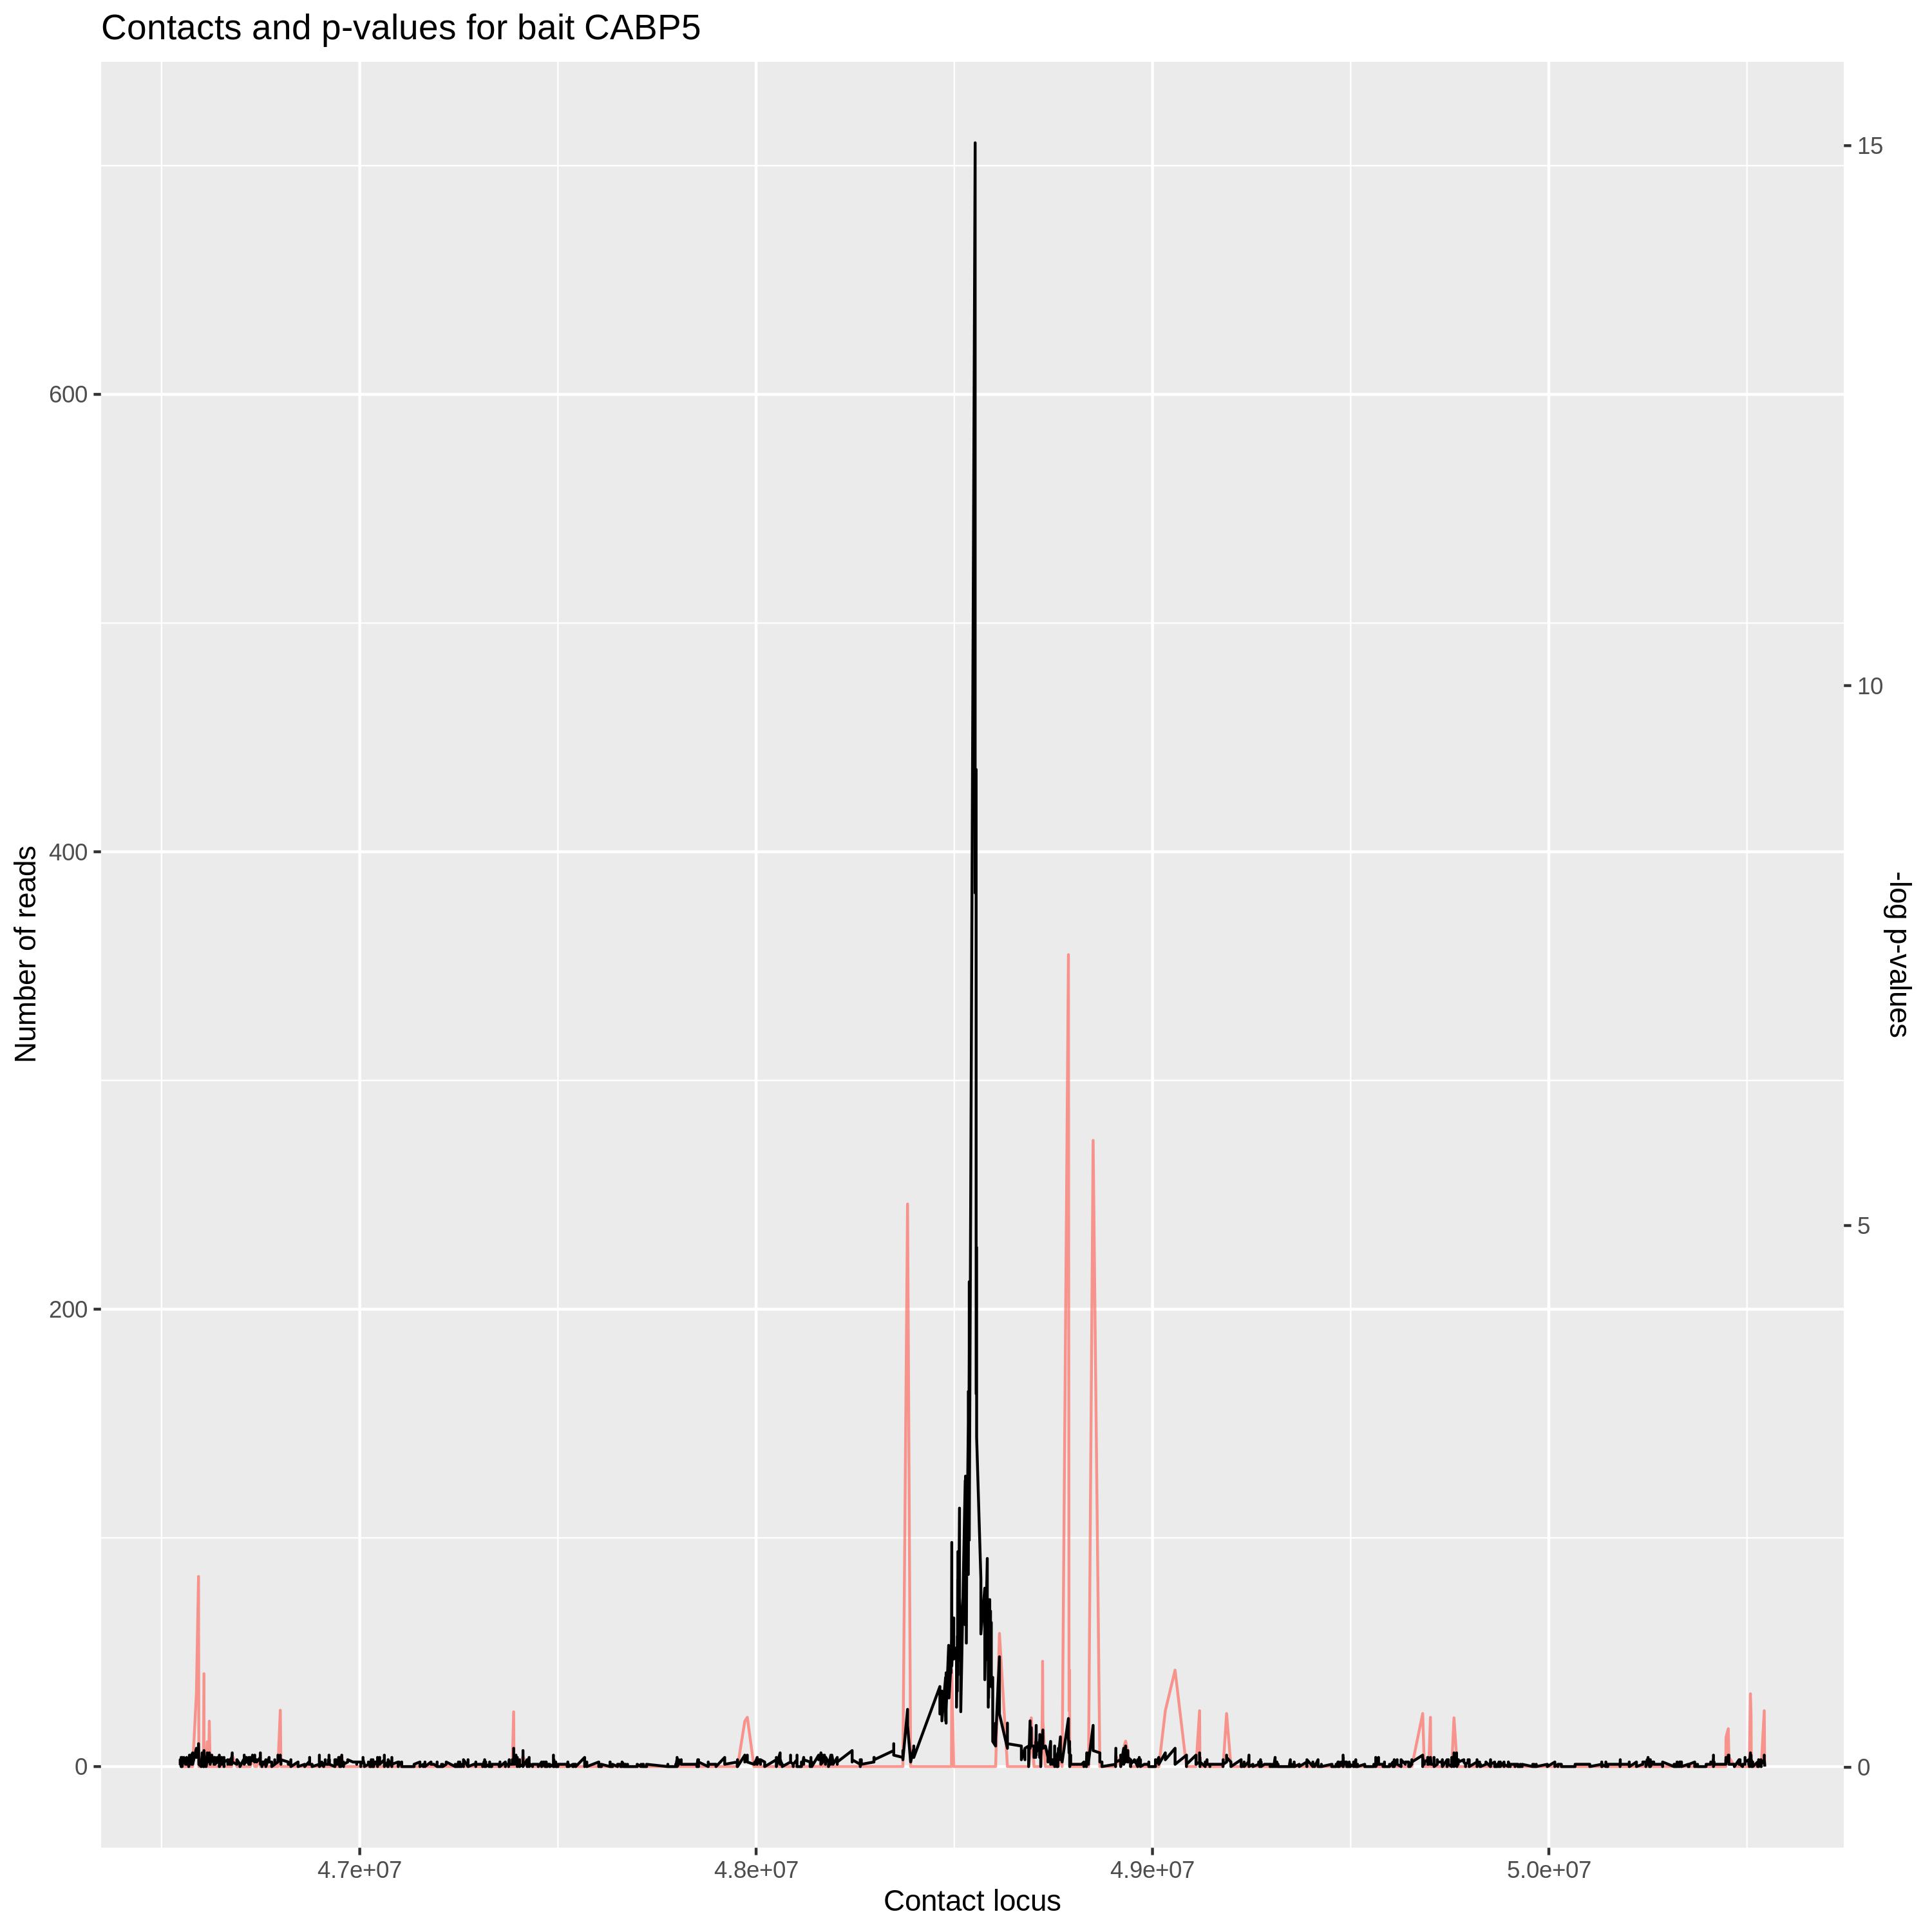 Contacts and p-values for bait CABP5
Number of reads
600
400
200
0
15
10
5
0
-log p-values
4.7e+07 4.8e+07 4.9e+07 5.0e+07
Contact locus